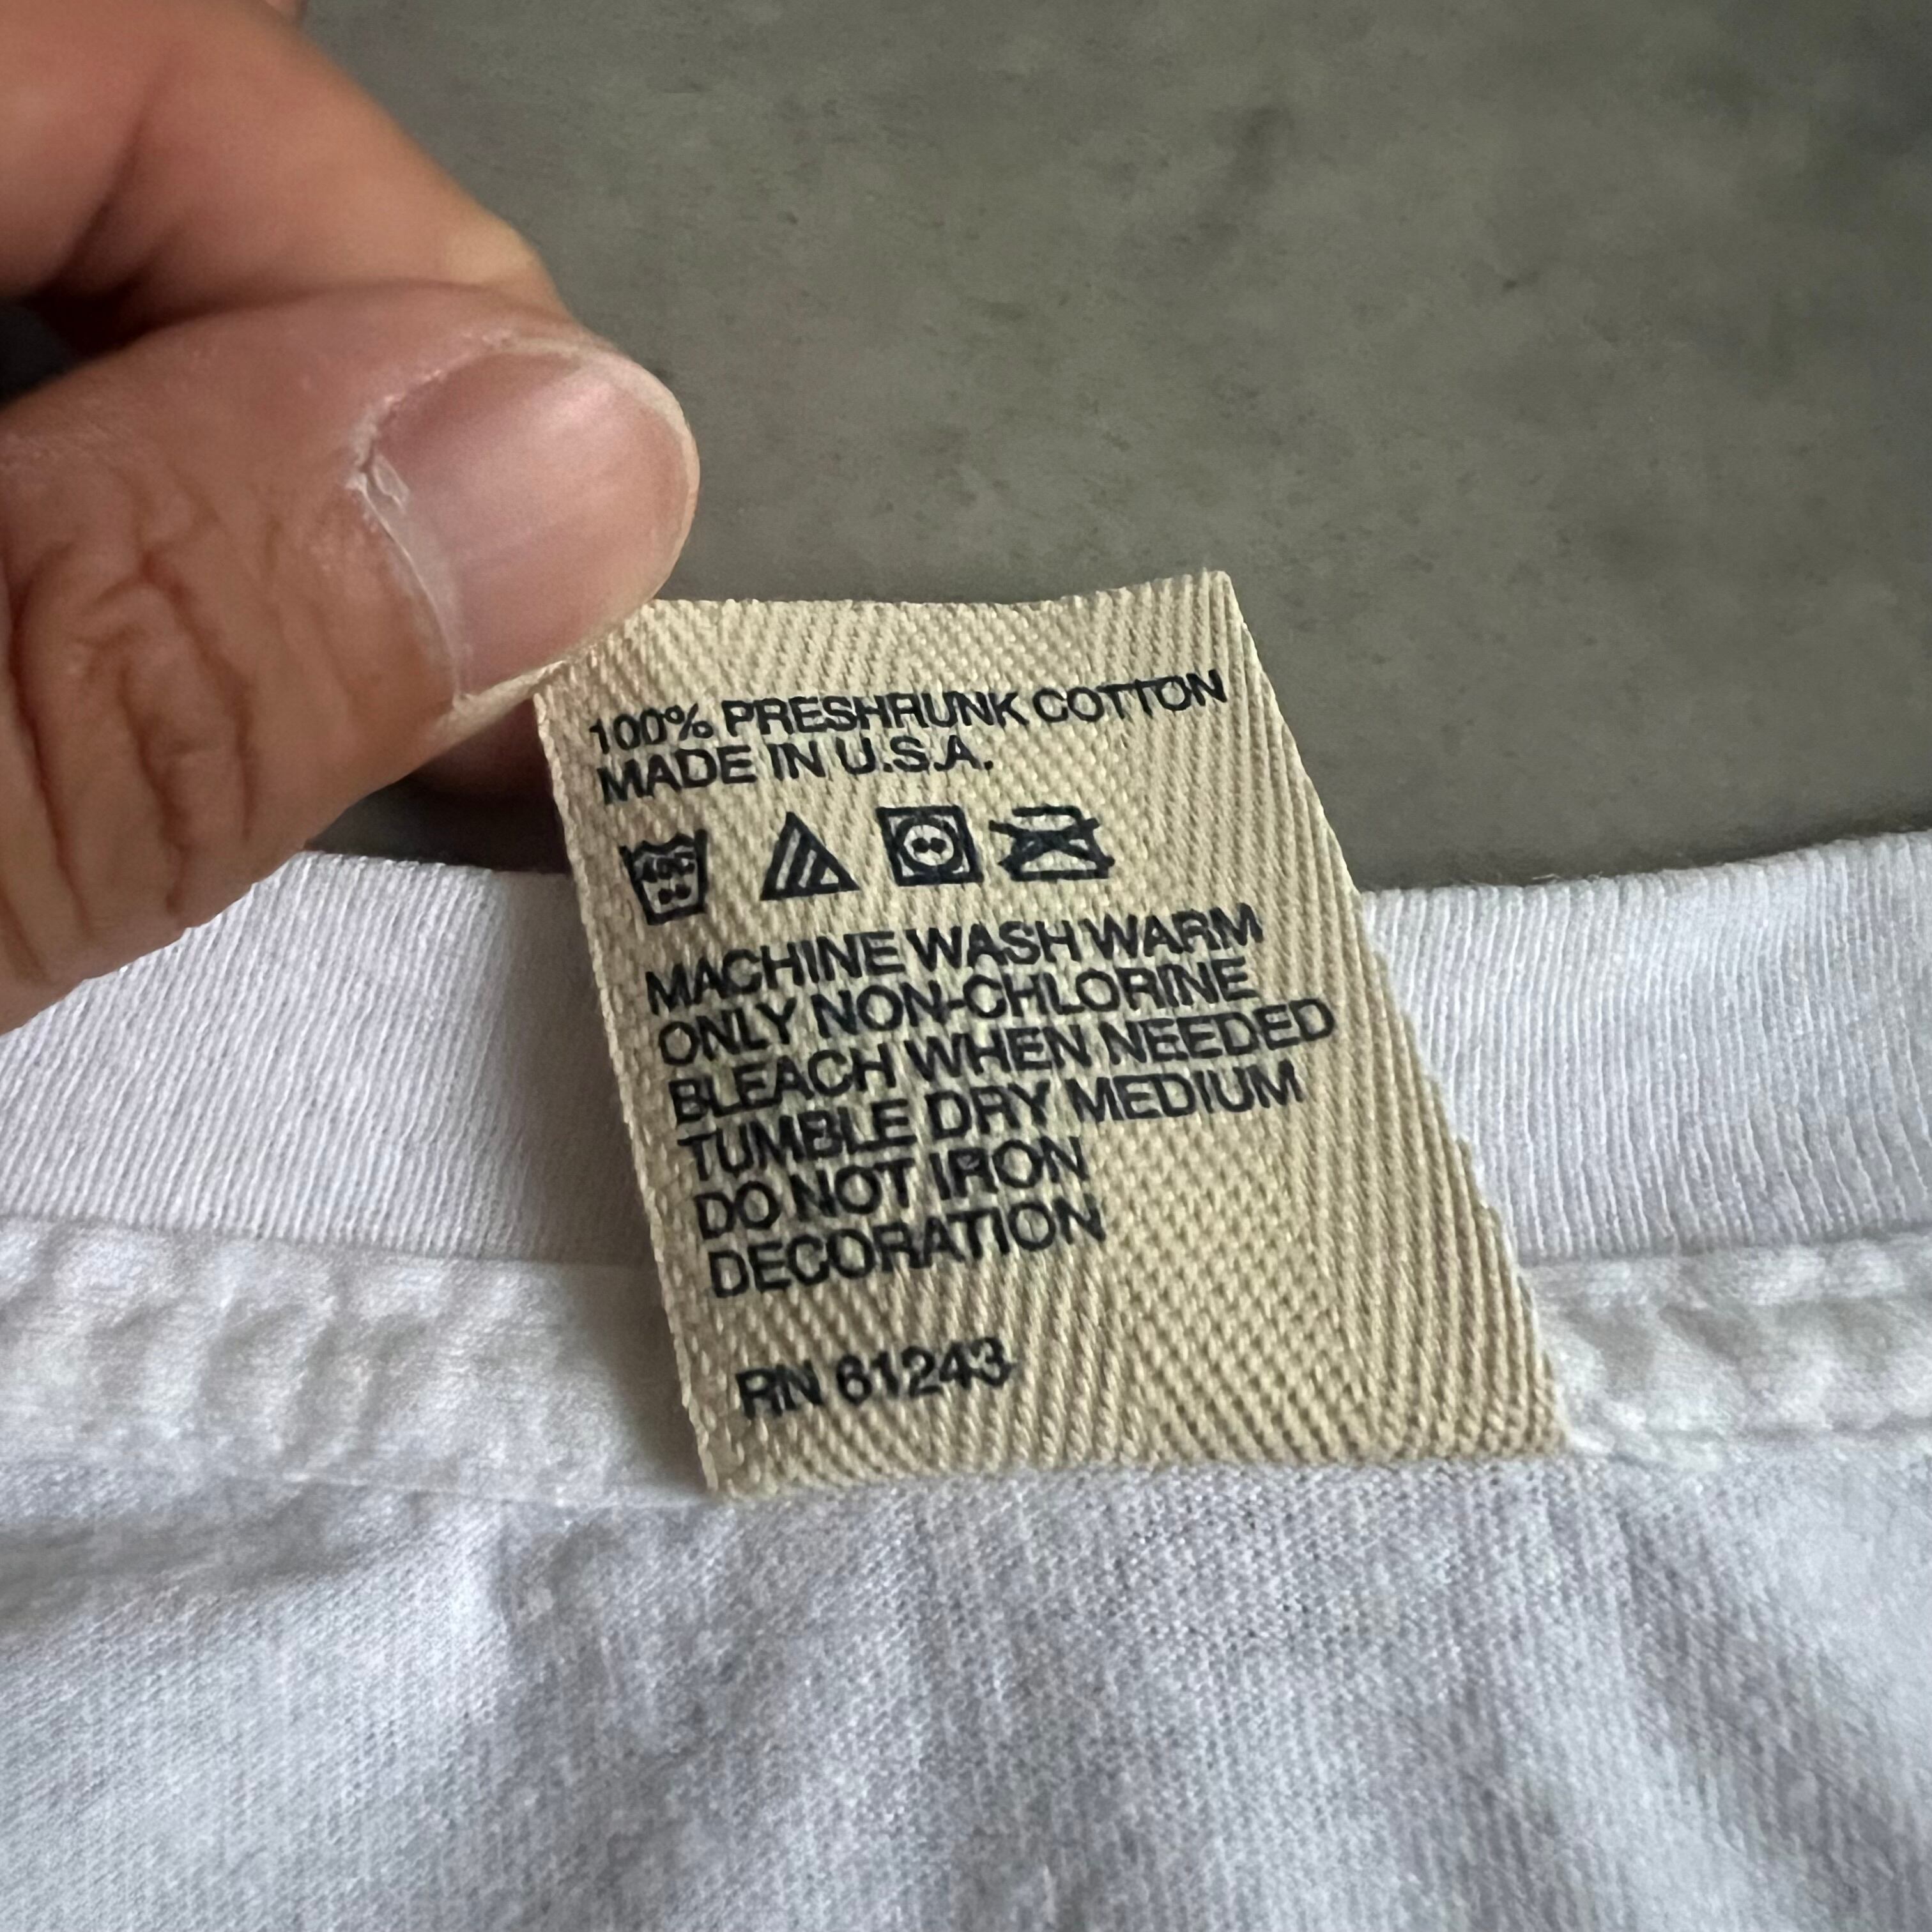 100% PRESHRUNK COTTON
MADE IN U.S.A.
40C
MACHINE WASH WARM
ONLY NON-CHLORINE
BLEACH WHEN NEEDED
TUMBLE DRY MEDIUM
DO NOT IRON
DECORATION
RN 61243